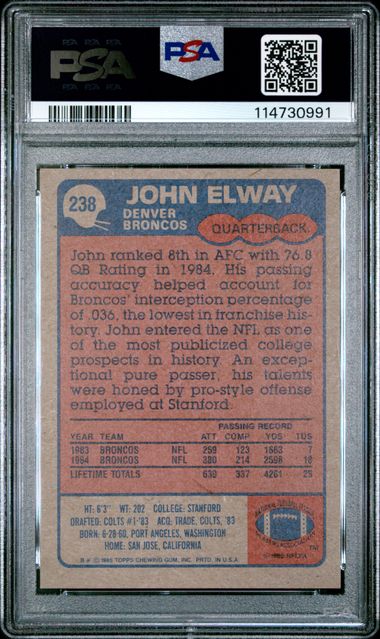 PSA
PSA
114730991
238
JOHN ELWAY
DENVER
BRONCOS
QUARTERBACK
John ranked 8th in AFC with 76.8
QB Rating in 1984. His passing
accuracy helped account for
Broncos' interception percentage
of .036, the lowest in franchise his-
tory. John entered the NFL as one
of the most publicized college
prospects in history. An excep-
tional pure passer, his talents
were honed by pro-style offense
employed at Stanford.
PASSING RECORD
YEAR TEAM ATT COMP YDS TDS
1983 BRONCOS NFL 259 123 1663
1984 BRONCOS NFL 380 214 2598 18
LIFETIME TOTALS 639 337 4261 25
HT: 6'3" WT: 202 COLLEGE: STANFORD
DRAFTED: COLTS #1-'83 ACQ: TRADE, COLTS, '83
BORN: 6-28-60, PORT ANGELES, WASHINGTON
HOME: SAN JOSE, CALIFORNIA
© 1985 TOPPS CHEWING GUM, INC. PRTD. IN U.S.A.
TM